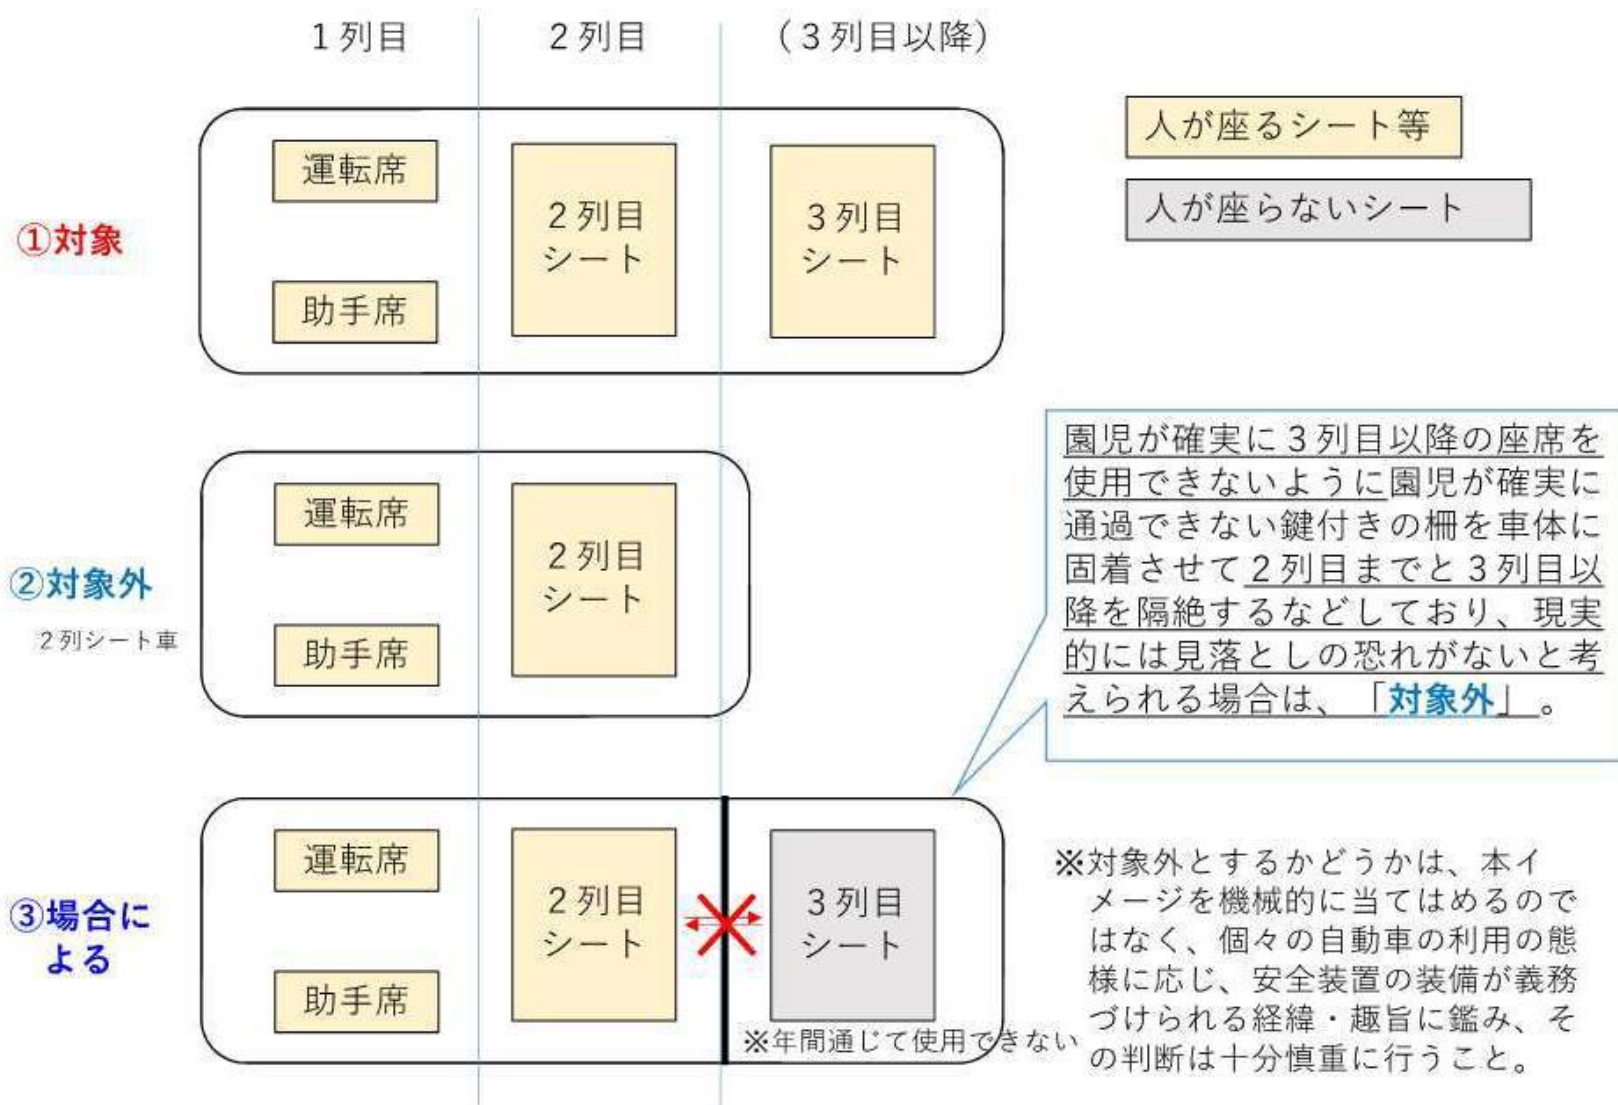 1列目
2列目
(3列目以降)
①対象
運転席
助手席
2列目
シート
3列目
シート
人が座るシート等
人が座らないシート
②対象外
2列シート車
運転席
助手席
2列目
シート
園児が確実に3列目以降の座席を
使用できないように園児が確実に
通過できない鍵付きの柵を車体に
固着させて2列目までと3列目以
降を隔絶するなどしており、現実
的には見落としの恐れがないと考
えられる場合は、「対象外」。
③場合に
よる
運転席
助手席
2列目
シート
3列目
シート
※年間通じて使用できない
※対象外とするかどうかは、本イ
メージを機械的に当てはめるので
はなく、個々の自動車の利用の態
様に応じ、安全装置の装備が義務
づけられる経緯・趣旨に鑑み、そ
の判断は十分慎重に行うこと。